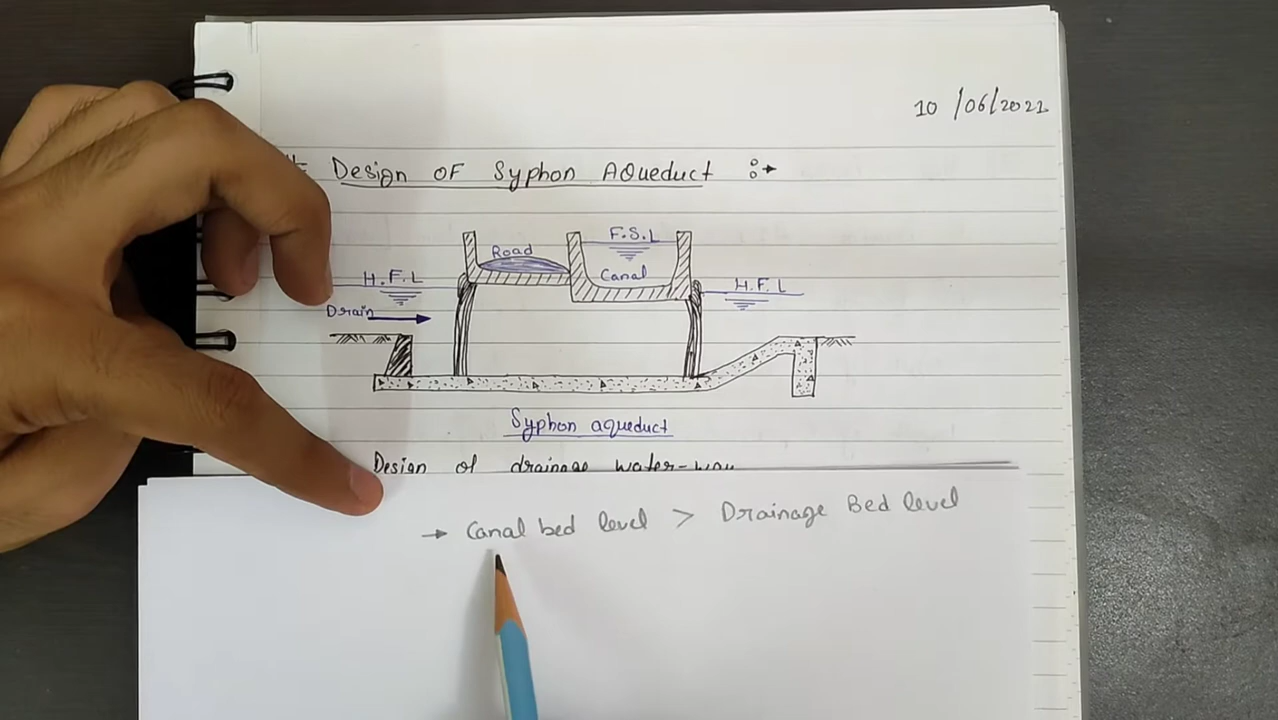 10 /06/2021
Design OF Syphon AQueduct :→
F.S.L
Road
Canal
H.F.L
H.F.L
Drain
Syphon aqueduct
Design of drainage water-way
→ Canal bed level > Drainage Bed level